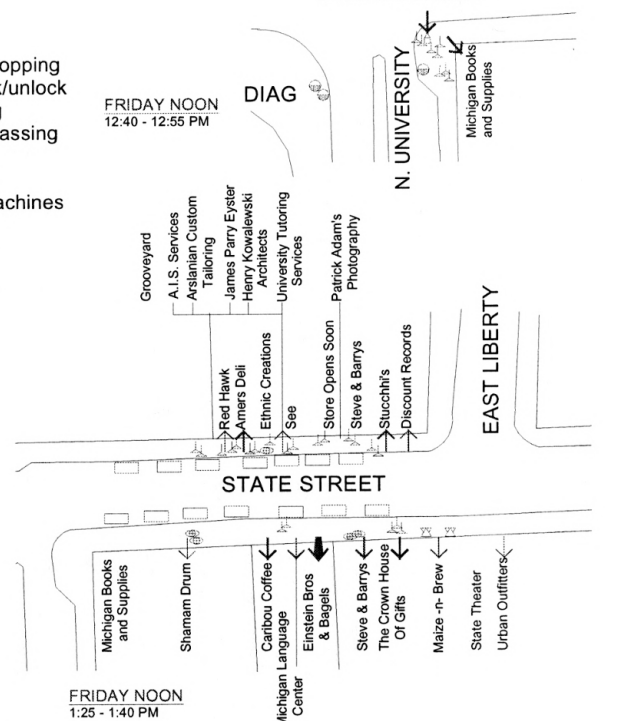 opping
k/unlock
g
assing
achines
FRIDAY NOON
12:40 - 12:55 PM
DIAG
N. UNIVERSITY
Michigan Books
and Supplies
Grooveyard
A.I.S. Services
Arslanian Custom
Tailoring
James Parry Eyster
Henry Kowalewski
Architects
University Tutoring
Services
Patrick Adam's
Photography
Red Hawk
Amers Deli
Ethnic Creations
See
Store Opens Soon
Steve & Barrys
Stucchhi's
Discount Records
EAST LIBERTY
STATE STREET
Michigan Books
and Supplies
Shamam Drum
Caribou Coffee
Michigan Language
Center
Einstein Bros
& Bagels
Steve & Barrys
The Crown House
Of Gifts
Maize -n- Brew
State Theater
Urban Outfitters
FRIDAY NOON
1:25 - 1:40 PM